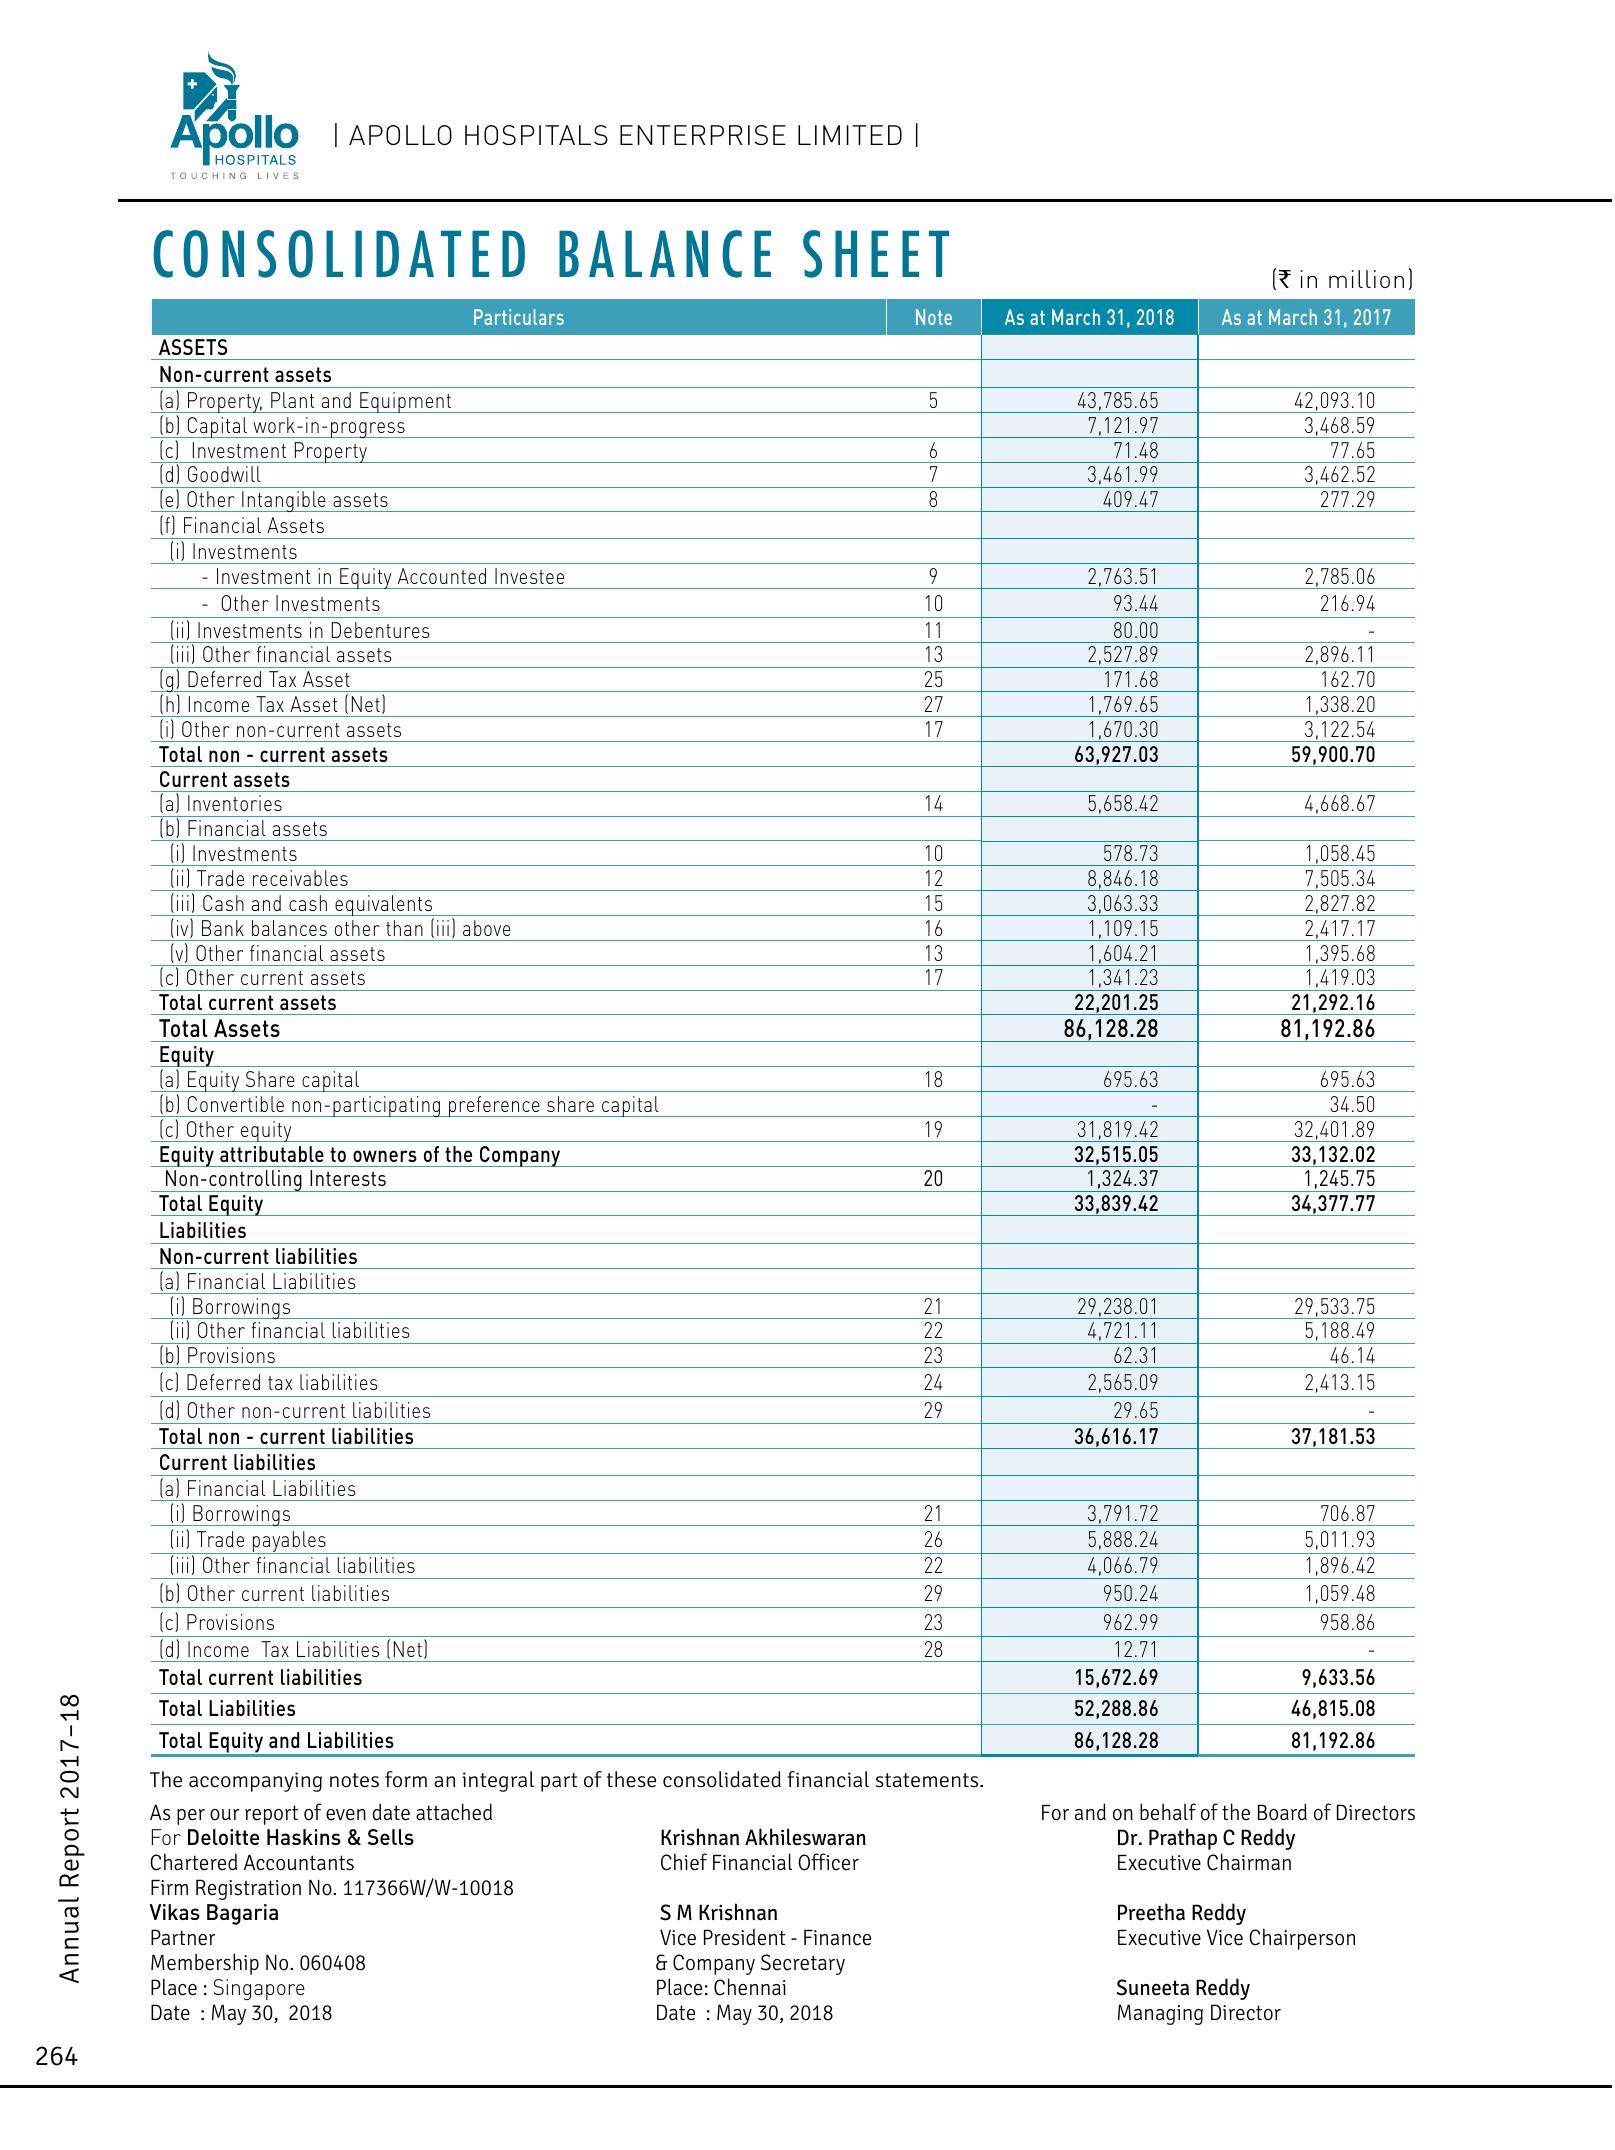 Apollo
HOSPITALS
TOUCHING LIVES
| APOLLO HOSPITALS ENTERPRISE LIMITED |
CONSOLIDATED BALANCE SHEET
(₹ in million)
Particulars Note As at March 31, 2018 As at March 31, 2017
ASSETS
Non-current assets
(a) Property, Plant and Equipment 5 43,785.65 42,093.10
(b) Capital work-in-progress 7,121.97 3,468.59
(c) Investment Property 6 71.48 77.65
(d) Goodwill 7 3,461.99 3,462.52
(e) Other Intangible assets 8 409.47 277.29
(f) Financial Assets
(i) Investments
- Investment in Equity Accounted Investee 9 2,763.51 2,785.06
- Other Investments 10 93.44 216.94
(ii) Investments in Debentures 11 80.00 -
(iii) Other financial assets 13 2,527.89 2,896.11
(g) Deferred Tax Asset 25 171.68 162.70
(h) Income Tax Asset (Net) 27 1,769.65 1,338.20
(i) Other non-current assets 17 1,670.30 3,122.54
Total non - current assets 63,927.03 59,900.70
Current assets
(a) Inventories 14 5,658.42 4,668.67
(b) Financial assets
(i) Investments 10 578.73 1,058.45
(ii) Trade receivables 12 8,846.18 7,505.34
(iii) Cash and cash equivalents 15 3,063.33 2,827.82
(iv) Bank balances other than (iii) above 16 1,109.15 2,417.17
(v) Other financial assets 13 1,604.21 1,395.68
(c) Other current assets 17 1,341.23 1,419.03
Total current assets 22,201.25 21,292.16
Total Assets 86,128.28 81,192.86
Equity
(a) Equity Share capital 18 695.63 695.63
(b) Convertible non-participating preference share capital - 34.50
(c) Other equity 19 31,819.42 32,401.89
Equity attributable to owners of the Company 32,515.05 33,132.02
Non-controlling Interests 20 1,324.37 1,245.75
Total Equity 33,839.42 34,377.77
Liabilities
Non-current liabilities
(a) Financial Liabilities
(i) Borrowings 21 29,238.01 29,533.75
(ii) Other financial liabilities 22 4,721.11 5,188.49
(b) Provisions 23 62.31 46.14
(c) Deferred tax liabilities 24 2,565.09 2,413.15
(d) Other non-current liabilities 29 29.65 -
Total non - current liabilities 36,616.17 37,181.53
Current liabilities
(a) Financial Liabilities
(i) Borrowings 21 3,791.72 706.87
(ii) Trade payables 26 5,888.24 5,011.93
(iii) Other financial liabilities 22 4,066.79 1,896.42
(b) Other current liabilities 29 950.24 1,059.48
(c) Provisions 23 962.99 958.86
(d) Income Tax Liabilities (Net) 28 12.71 -
Total current liabilities 15,672.69 9,633.56
Total Liabilities 52,288.86 46,815.08
Total Equity and Liabilities 86,128.28 81,192.86
The accompanying notes form an integral part of these consolidated financial statements.
As per our report of even date attached For and on behalf of the Board of Directors
For Deloitte Haskins & Sells Krishnan Akhileswaran Dr. Prathap C Reddy
Chartered Accountants Chief Financial Officer Executive Chairman
Firm Registration No. 117366W/W-10018
Vikas Bagaria S M Krishnan Preetha Reddy
Partner Vice President - Finance Executive Vice Chairperson
Membership No. 060408 & Company Secretary
Place : Singapore Place: Chennai Suneeta Reddy
Date : May 30, 2018 Date : May 30, 2018 Managing Director
Annual Report 2017-18
264